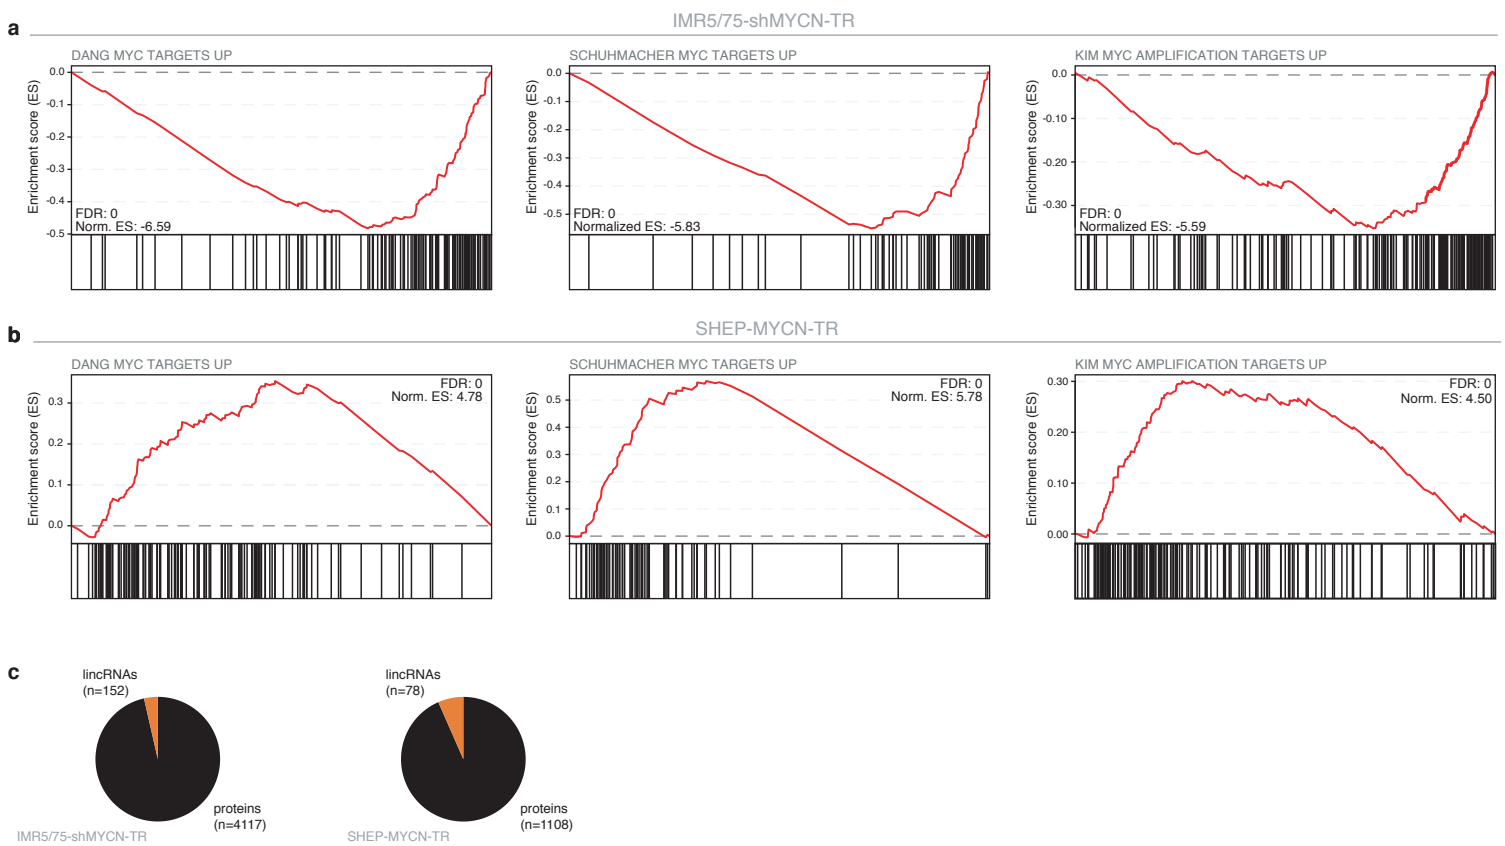 a
IMR5/75-shMYCN-TR
DANG MYC TARGETS UP
SCHUHMACHER MYC TARGETS UP
KIM MYC AMPLIFICATION TARGETS UP
Enrichment score (ES)
0.0
-0.1
-0.2
-0.3
-0.4
-0.5
FDR: 0
Norm. ES: -6.59
Enrichment score (ES)
0.0
-0.1
-0.2
-0.3
-0.4
-0.5
FDR: 0
Normalized ES: -5.83
Enrichment score (ES)
0.0
-0.10
-0.20
-0.30
FDR: 0
Normalized ES: -5.59
b
SHEP-MYCN-TR
DANG MYC TARGETS UP
SCHUHMACHER MYC TARGETS UP
KIM MYC AMPLIFICATION TARGETS UP
Enrichment score (ES)
0.3
0.2
0.1
0.0
FDR: 0
Norm. ES: 4.78
Enrichment score (ES)
0.5
0.4
0.3
0.2
0.1
0.0
FDR: 0
Norm. ES: 5.78
Enrichment score (ES)
0.30
0.20
0.10
0.00
FDR: 0
Norm. ES: 4.50
c
lincRNAs
(n=152)
proteins
(n=4117)
IMR5/75-shMYCN-TR
lincRNAs
(n=78)
proteins
(n=1108)
SHEP-MYCN-TR